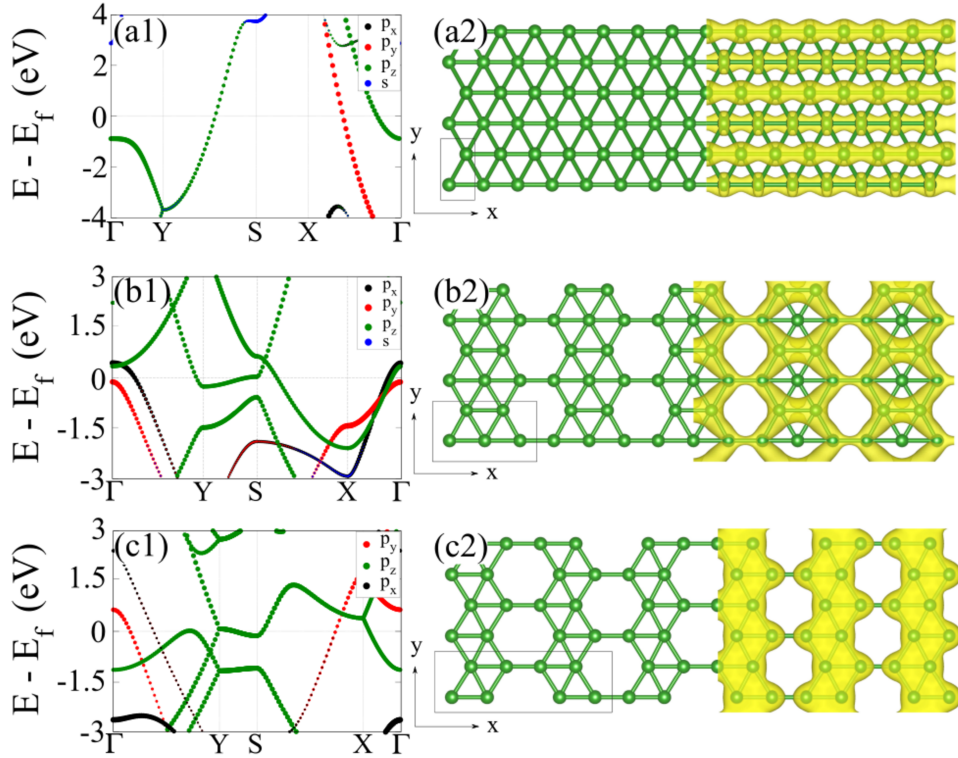 (a1)
E - E_f (eV)
4
2
0
-2
-4
Γ Y S X Γ
p_x
p_y
p_z
s
(a2)
y
x
(b1)
E - E_f (eV)
3
1.5
0
-1.5
-3
Γ Y S X Γ
p_x
p_y
p_z
s
(b2)
y
x
(c1)
E - E_f (eV)
3
1.5
0
-1.5
-3
Γ Y S X Γ
p_y
p_z
p_x
(c2)
y
x